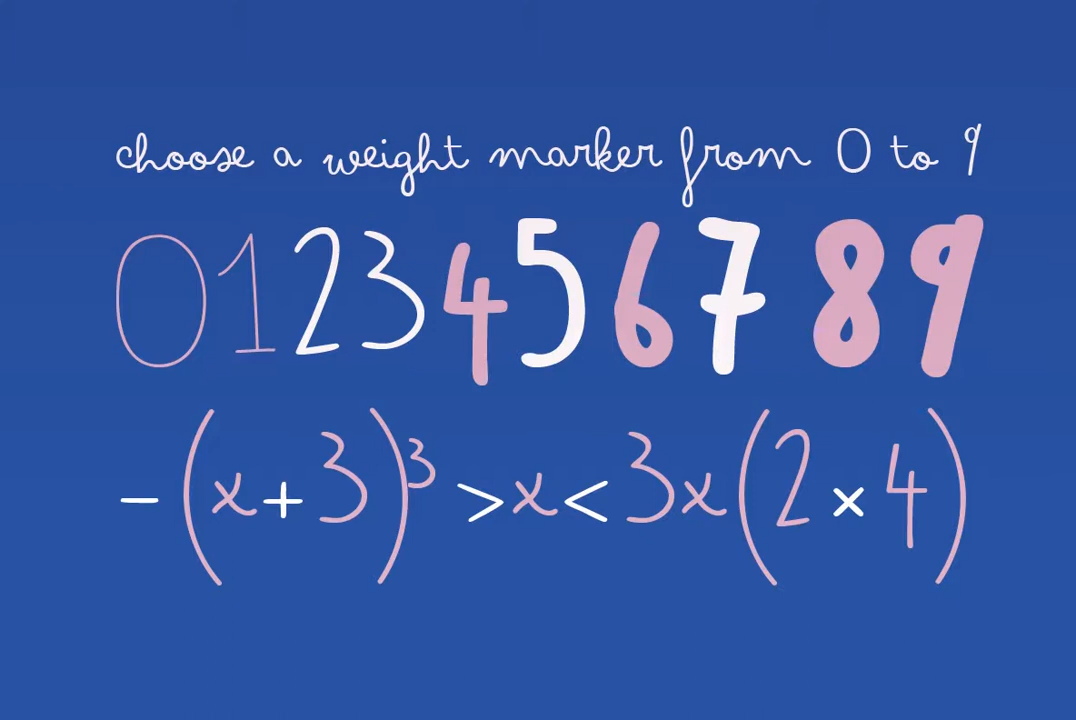 choose a weight marker from 0 to 9
0123456789
-(x+3)³ >x<3x(2×4)